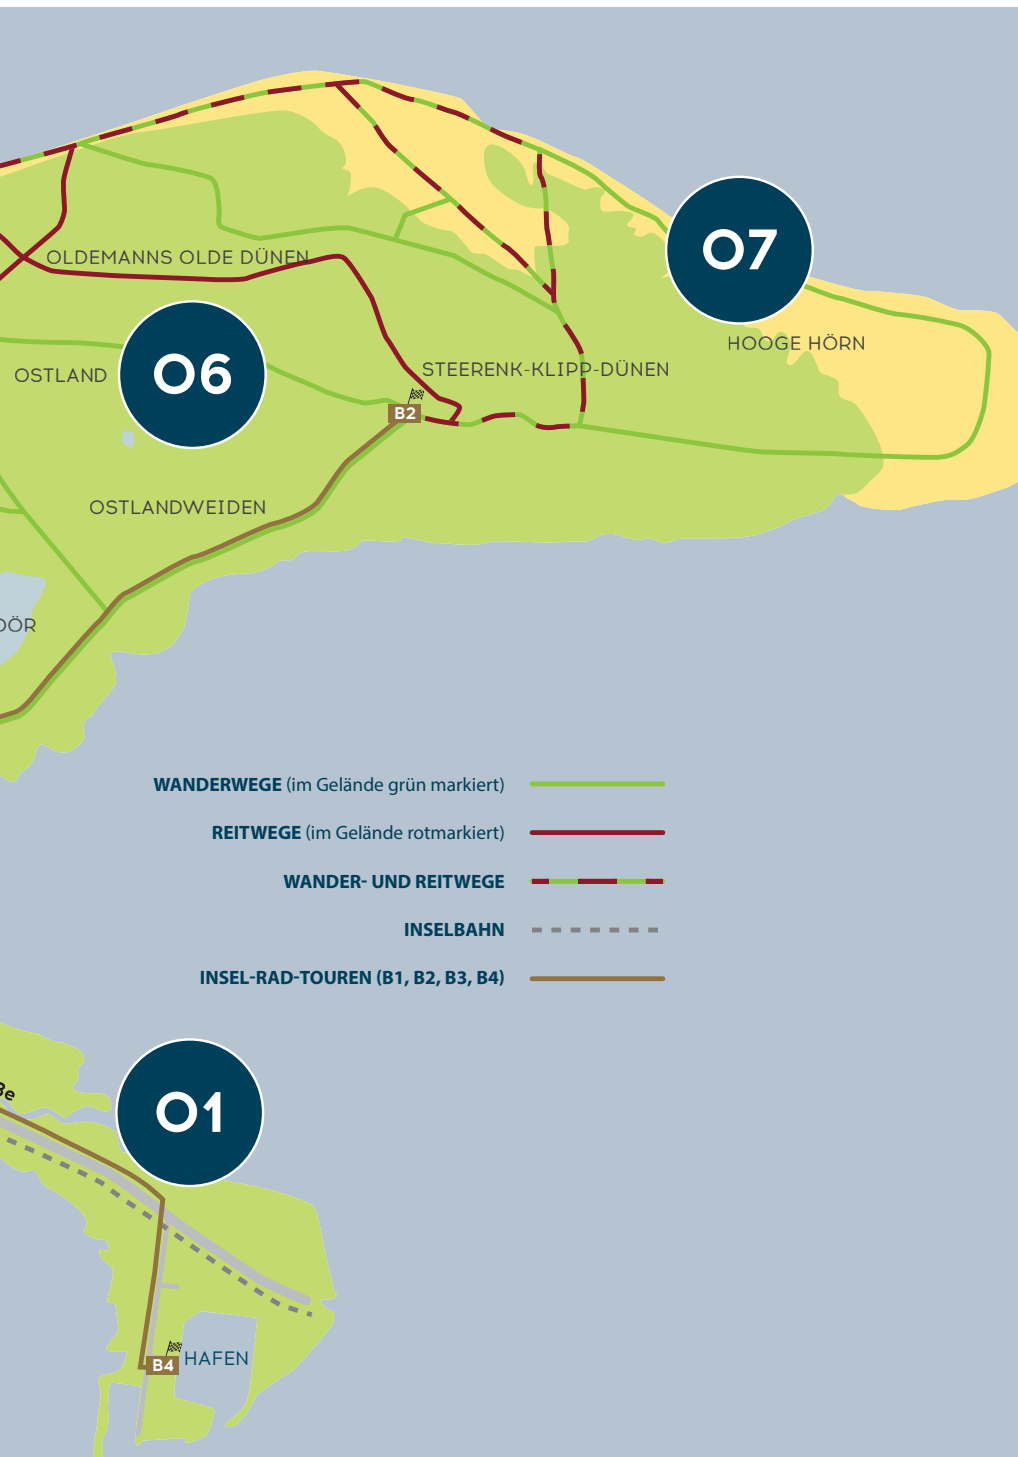 07
OLDEMANNS OLDE DÜNEN
HOOGE HÖRN
06
OSTLAND
STEERENK-KLIPP-DÜNEN
B2
OSTLANDWEIDEN
WANDERWEGE (im Gelände grün markiert)
REITWEGE (im Gelände rotmarkiert)
WANDER- UND REITWEGE
INSELBAHN
INSEL-RAD-TOUREN (B1, B2, B3, B4)
01
HAFEN
B4